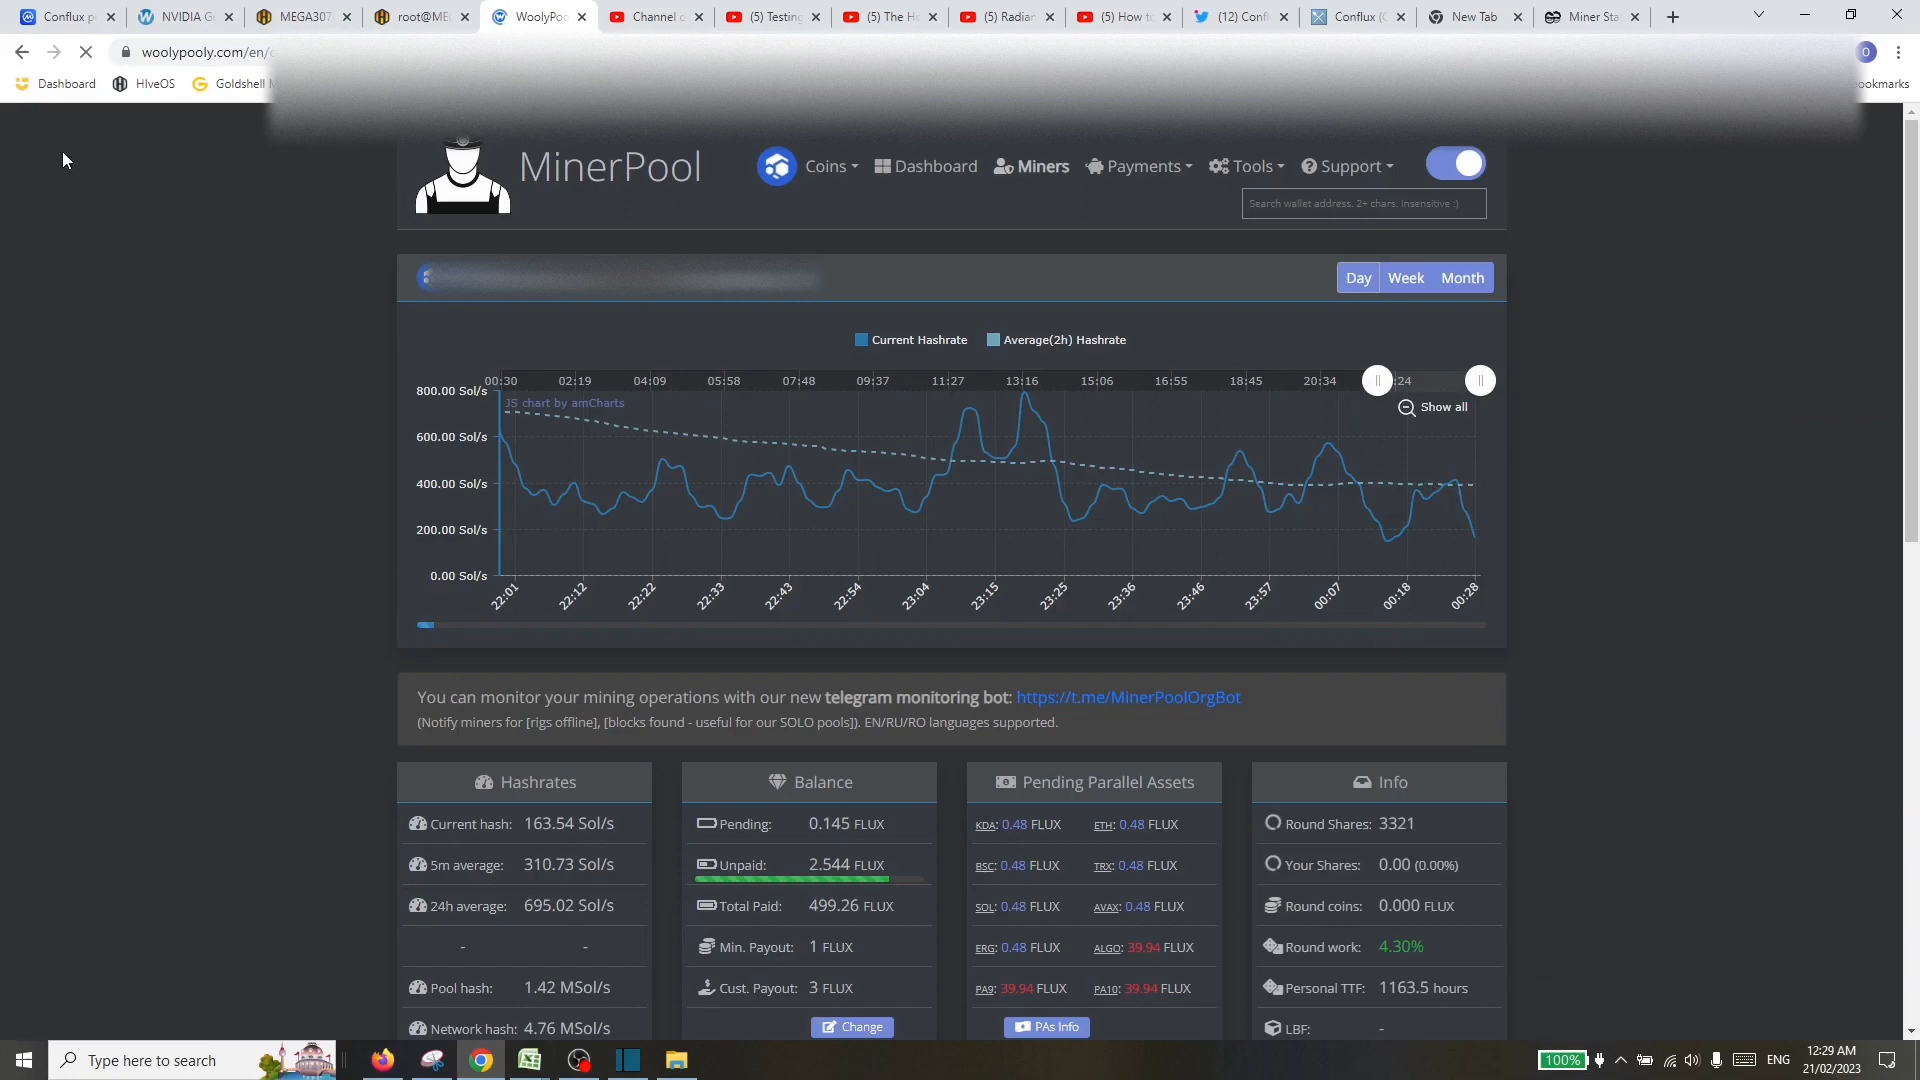 Conflux p
NVIDIA G
MEGA307
root@ME
WoolyPoo
Channel c
(5) Testing
(5) The H
(5) Radian
(5) How to
(12) Conf
Conflux (C
New Tab
Miner Sta
woolypooly.com/en/
Dashboard
HiveOS
Goldshell
bookmarks
O
MinerPool
Coins
Dashboard
Miners
Payments
Tools
Support
Search wallet address. 2+ chars. Insensitive :)
Day
Week
Month
Current Hashrate
Average(2h) Hashrate
00:30 02:19 04:09 05:58 07:48 09:37 11:27 13:16 15:06 16:55 18:45 20:34 :24
800.00 Sol/s
JS chart by amCharts
Show all
600.00 Sol/s
400.00 Sol/s
200.00 Sol/s
0.00 Sol/s
22:01 22:12 22:22 22:33 22:43 22:54 23:04 23:15 23:25 23:36 23:46 23:57 00:07 00:18 00:28
You can monitor your mining operations with our new telegram monitoring bot: https://t.me/MinerPoolOrgBot
(Notify miners for [rigs offline], [blocks found - useful for our SOLO pools]). EN/RU/RO languages supported.
Hashrates
Current hash: 163.54 Sol/s
5m average: 310.73 Sol/s
24h average: 695.02 Sol/s
- -
Pool hash: 1.42 MSol/s
Network hash: 4.76 MSol/s
Balance
Pending: 0.145 FLUX
Unpaid: 2.544 FLUX
Total Paid: 499.26 FLUX
Min. Payout: 1 FLUX
Cust. Payout: 3 FLUX
Change
Pending Parallel Assets
KDA: 0.48 FLUX ETH: 0.48 FLUX
BSC: 0.48 FLUX TRX: 0.48 FLUX
SOL: 0.48 FLUX AVAX: 0.48 FLUX
ERG: 0.48 FLUX ALGO: 39.94 FLUX
PA9: 39.94 FLUX PA10: 39.94 FLUX
PAs Info
Info
Round Shares: 3321
Your Shares: 0.00 (0.00%)
Round coins: 0.000 FLUX
Round work: 4.30%
Personal TTF: 1163.5 hours
LBF: -
Type here to search
100%
ENG
12:29 AM
21/02/2023